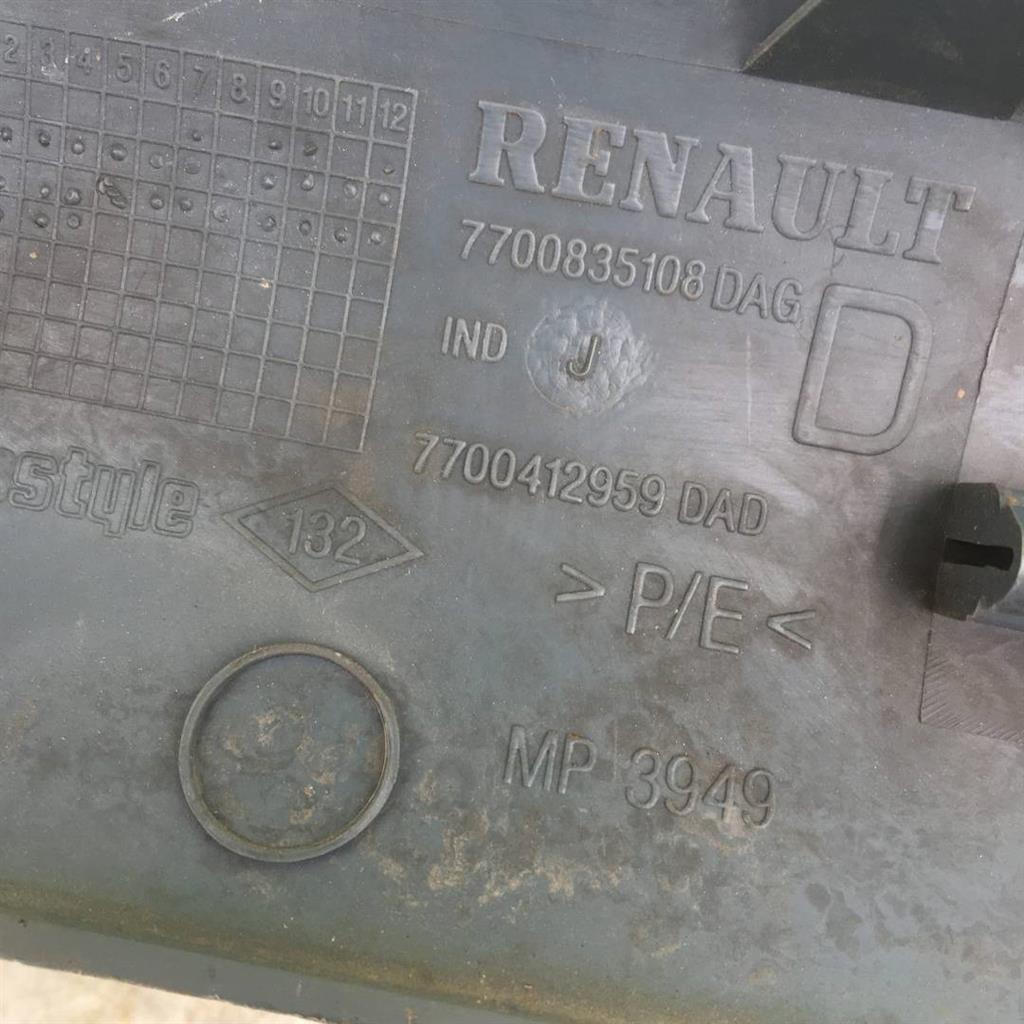 2 3 4 5 6 7 8 9 10 11 12
RENAULT
7700835108 DAG
IND J
D
7700412959 DAD
132
>P/E<
MP 3949